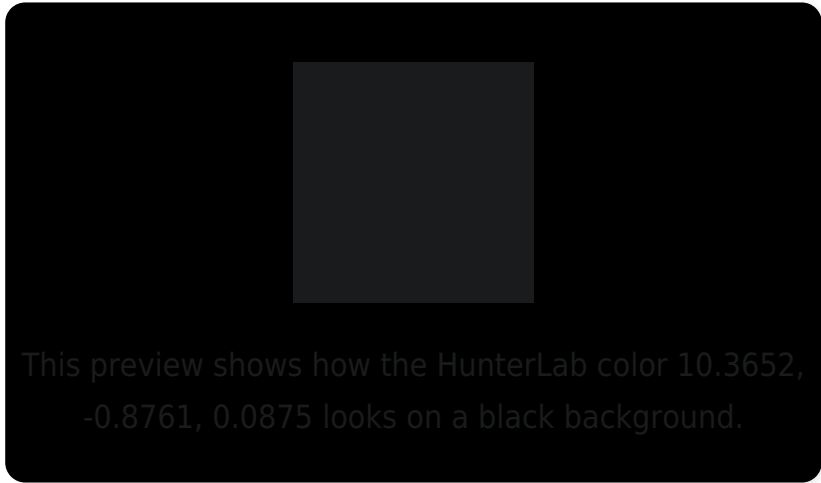 This preview shows how the HunterLab color 10.3652,
-0.8761, 0.0875 looks on a black background.